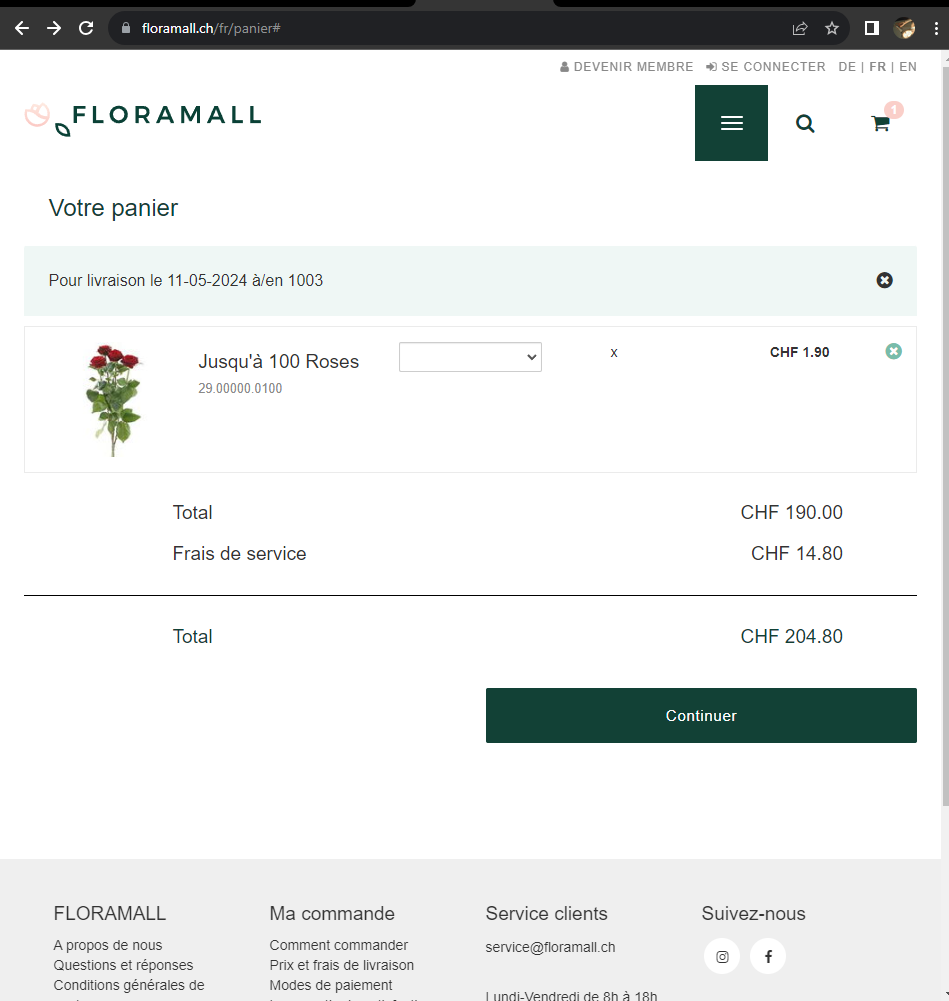 floramall.ch/fr/panier#
DEVENIR MEMBRE SE CONNECTER DE | FR | EN
FLORAMALL
1
Votre panier
Pour livraison le 11-05-2024 à/en 1003
Jusqu'à 100 Roses x CHF 1.90
29.00000.0100
Total CHF 190.00
Frais de service CHF 14.80
Total CHF 204.80
Continuer
FLORAMALL Ma commande Service clients Suivez-nous
A propos de nous Comment commander service@floramall.ch
Questions et réponses Prix et frais de livraison
Conditions générales de Modes de paiement
Lundi-Vendredi de 8h à 18h